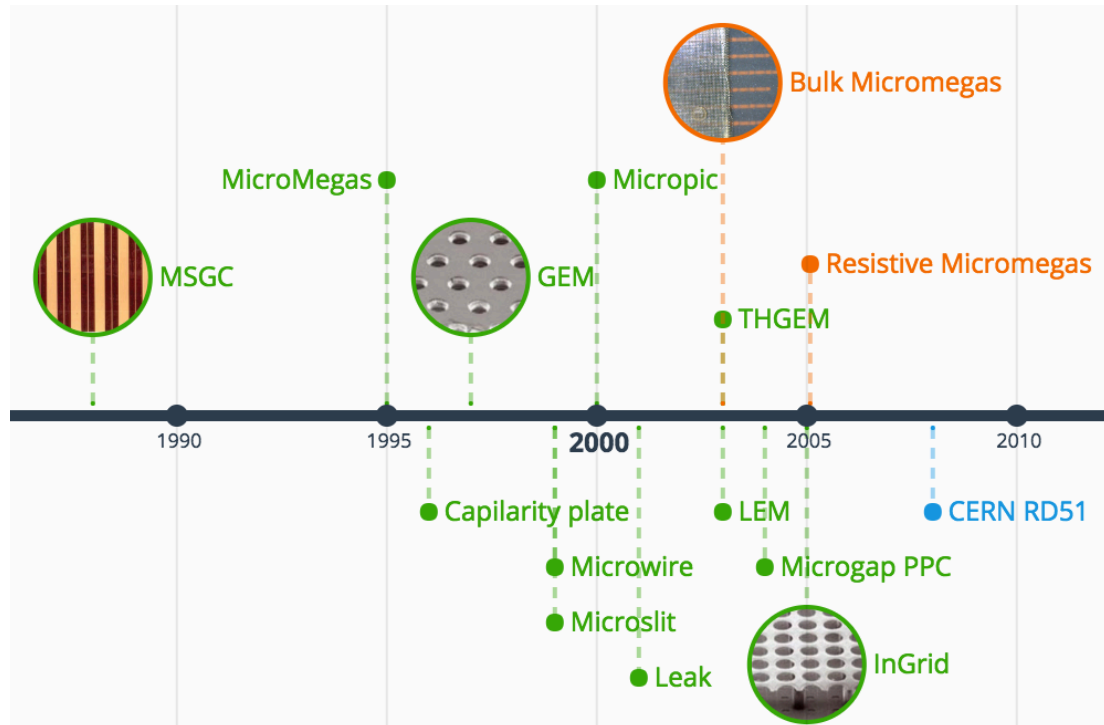 Bulk Micromegas
MicroMegas
Micropic
MSGC
GEM
Resistive Micromegas
THGEM
1990
1995
2000
2005
2010
Capilarity plate
LEM
CERN RD51
Microwire
Microgap PPC
Microslit
InGrid
Leak